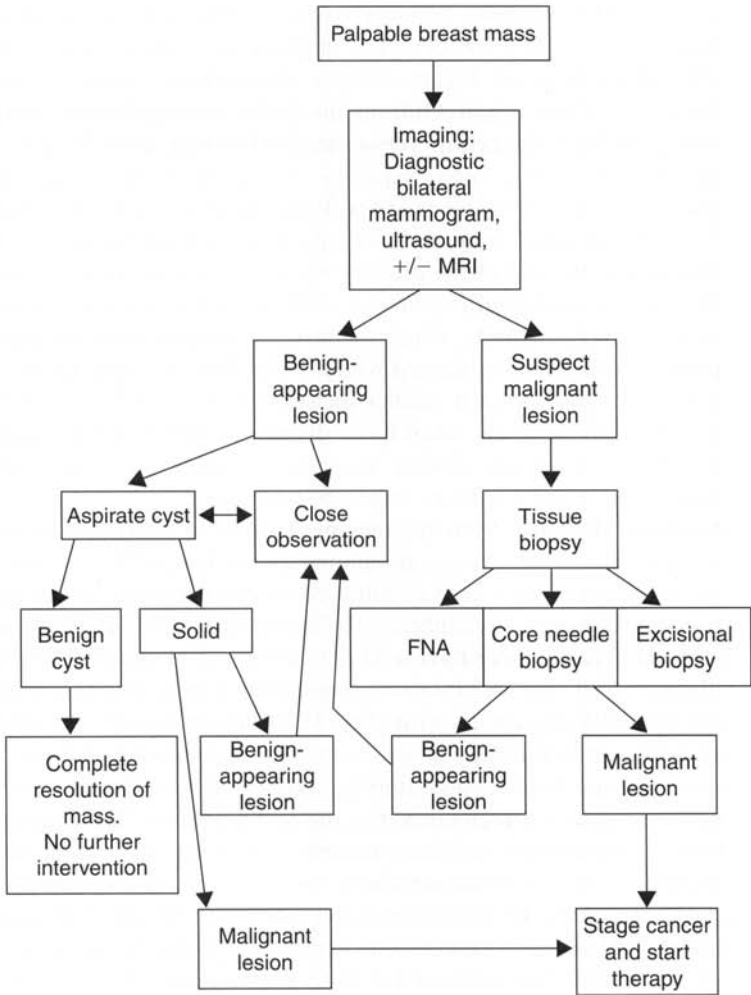 Palpable breast mass
Imaging:
Diagnostic
bilateral
mammogram,
ultrasound,
+/− MRI
Benign-
appearing
lesion
Suspect
malignant
lesion
Aspirate cyst
Close
observation
Tissue
biopsy
Benign
cyst
Solid
FNA
Core needle
biopsy
Excisional
biopsy
Complete
resolution of
mass.
No further
intervention
Benign-
appearing
lesion
Benign-
appearing
lesion
Malignant
lesion
Malignant
lesion
Stage cancer
and start
therapy